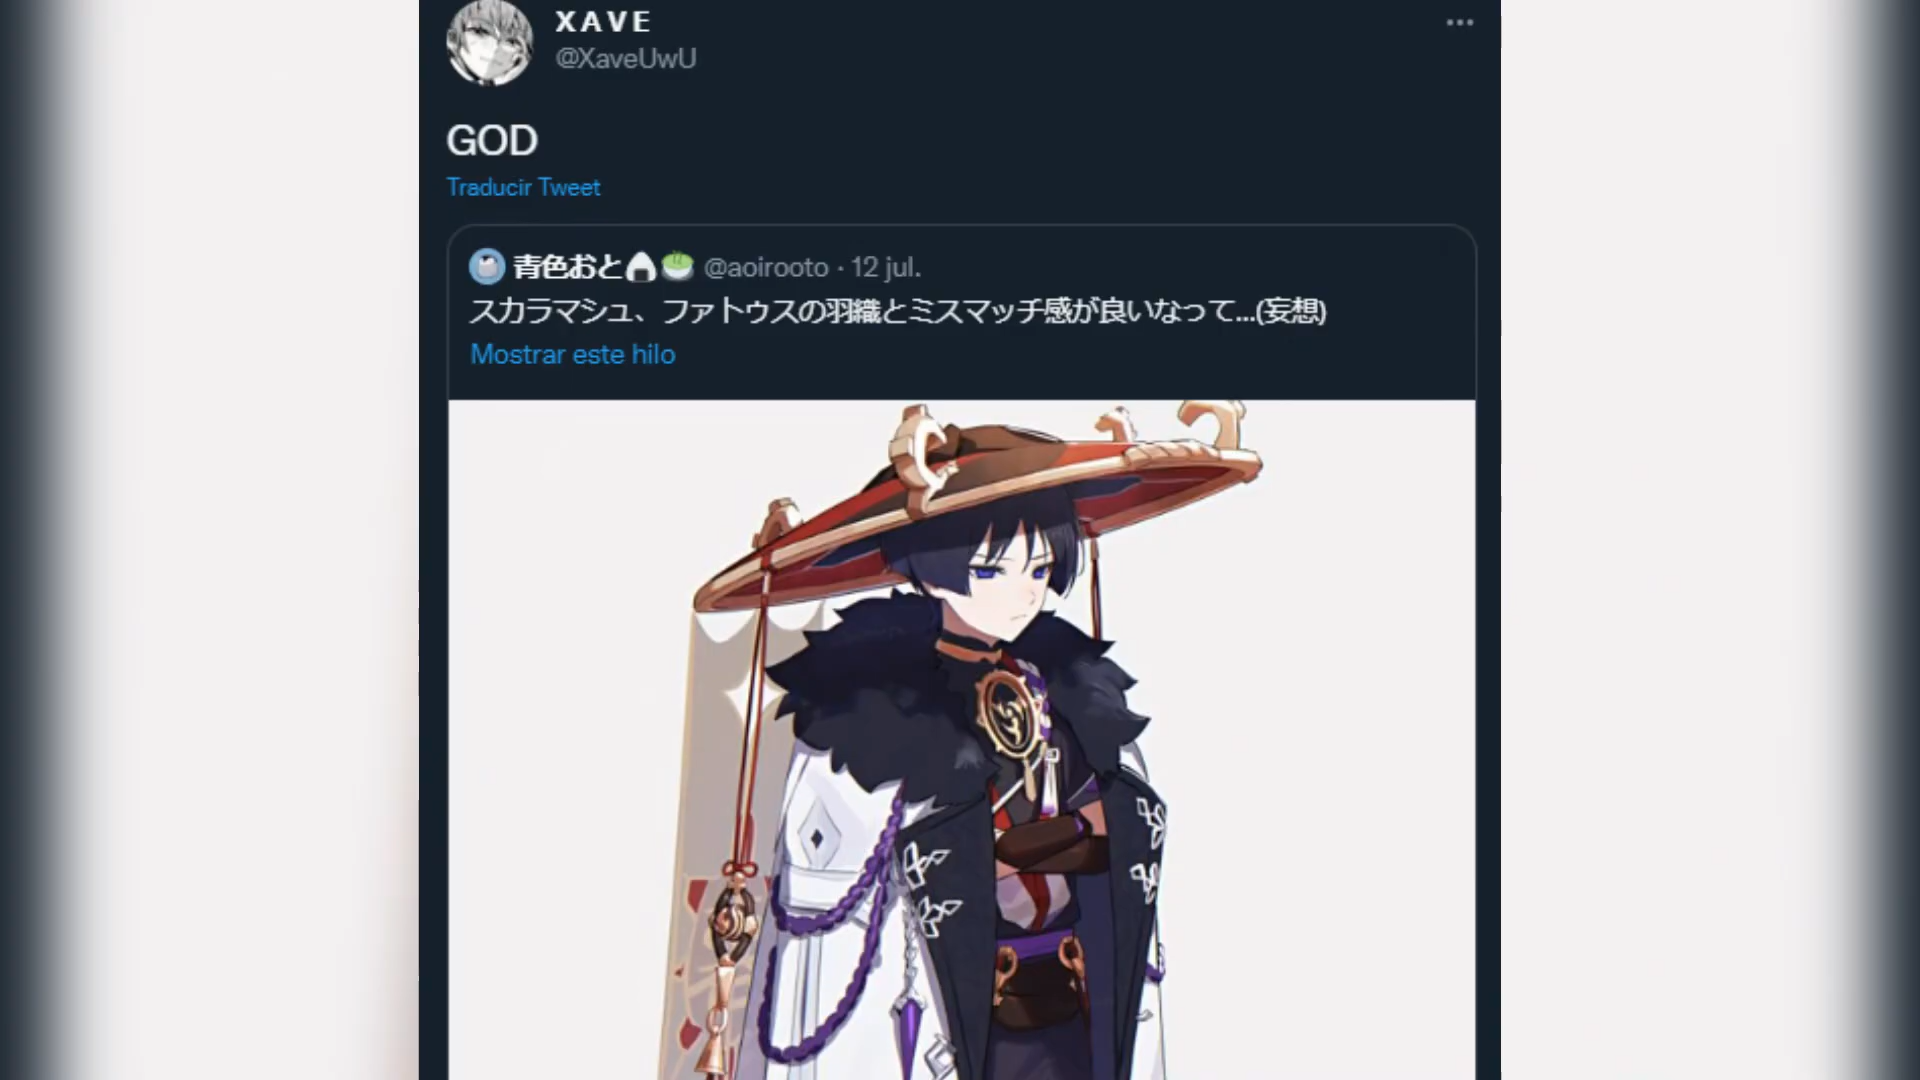 XAVE
@XaveUwU
GOD
Traducir Tweet
青色おと🍙🍵 @aoirooto · 12 jul.
スカラマシュ、ファトゥスの羽織とミスマッチ感が良いなって...(妄想)
Mostrar este hilo